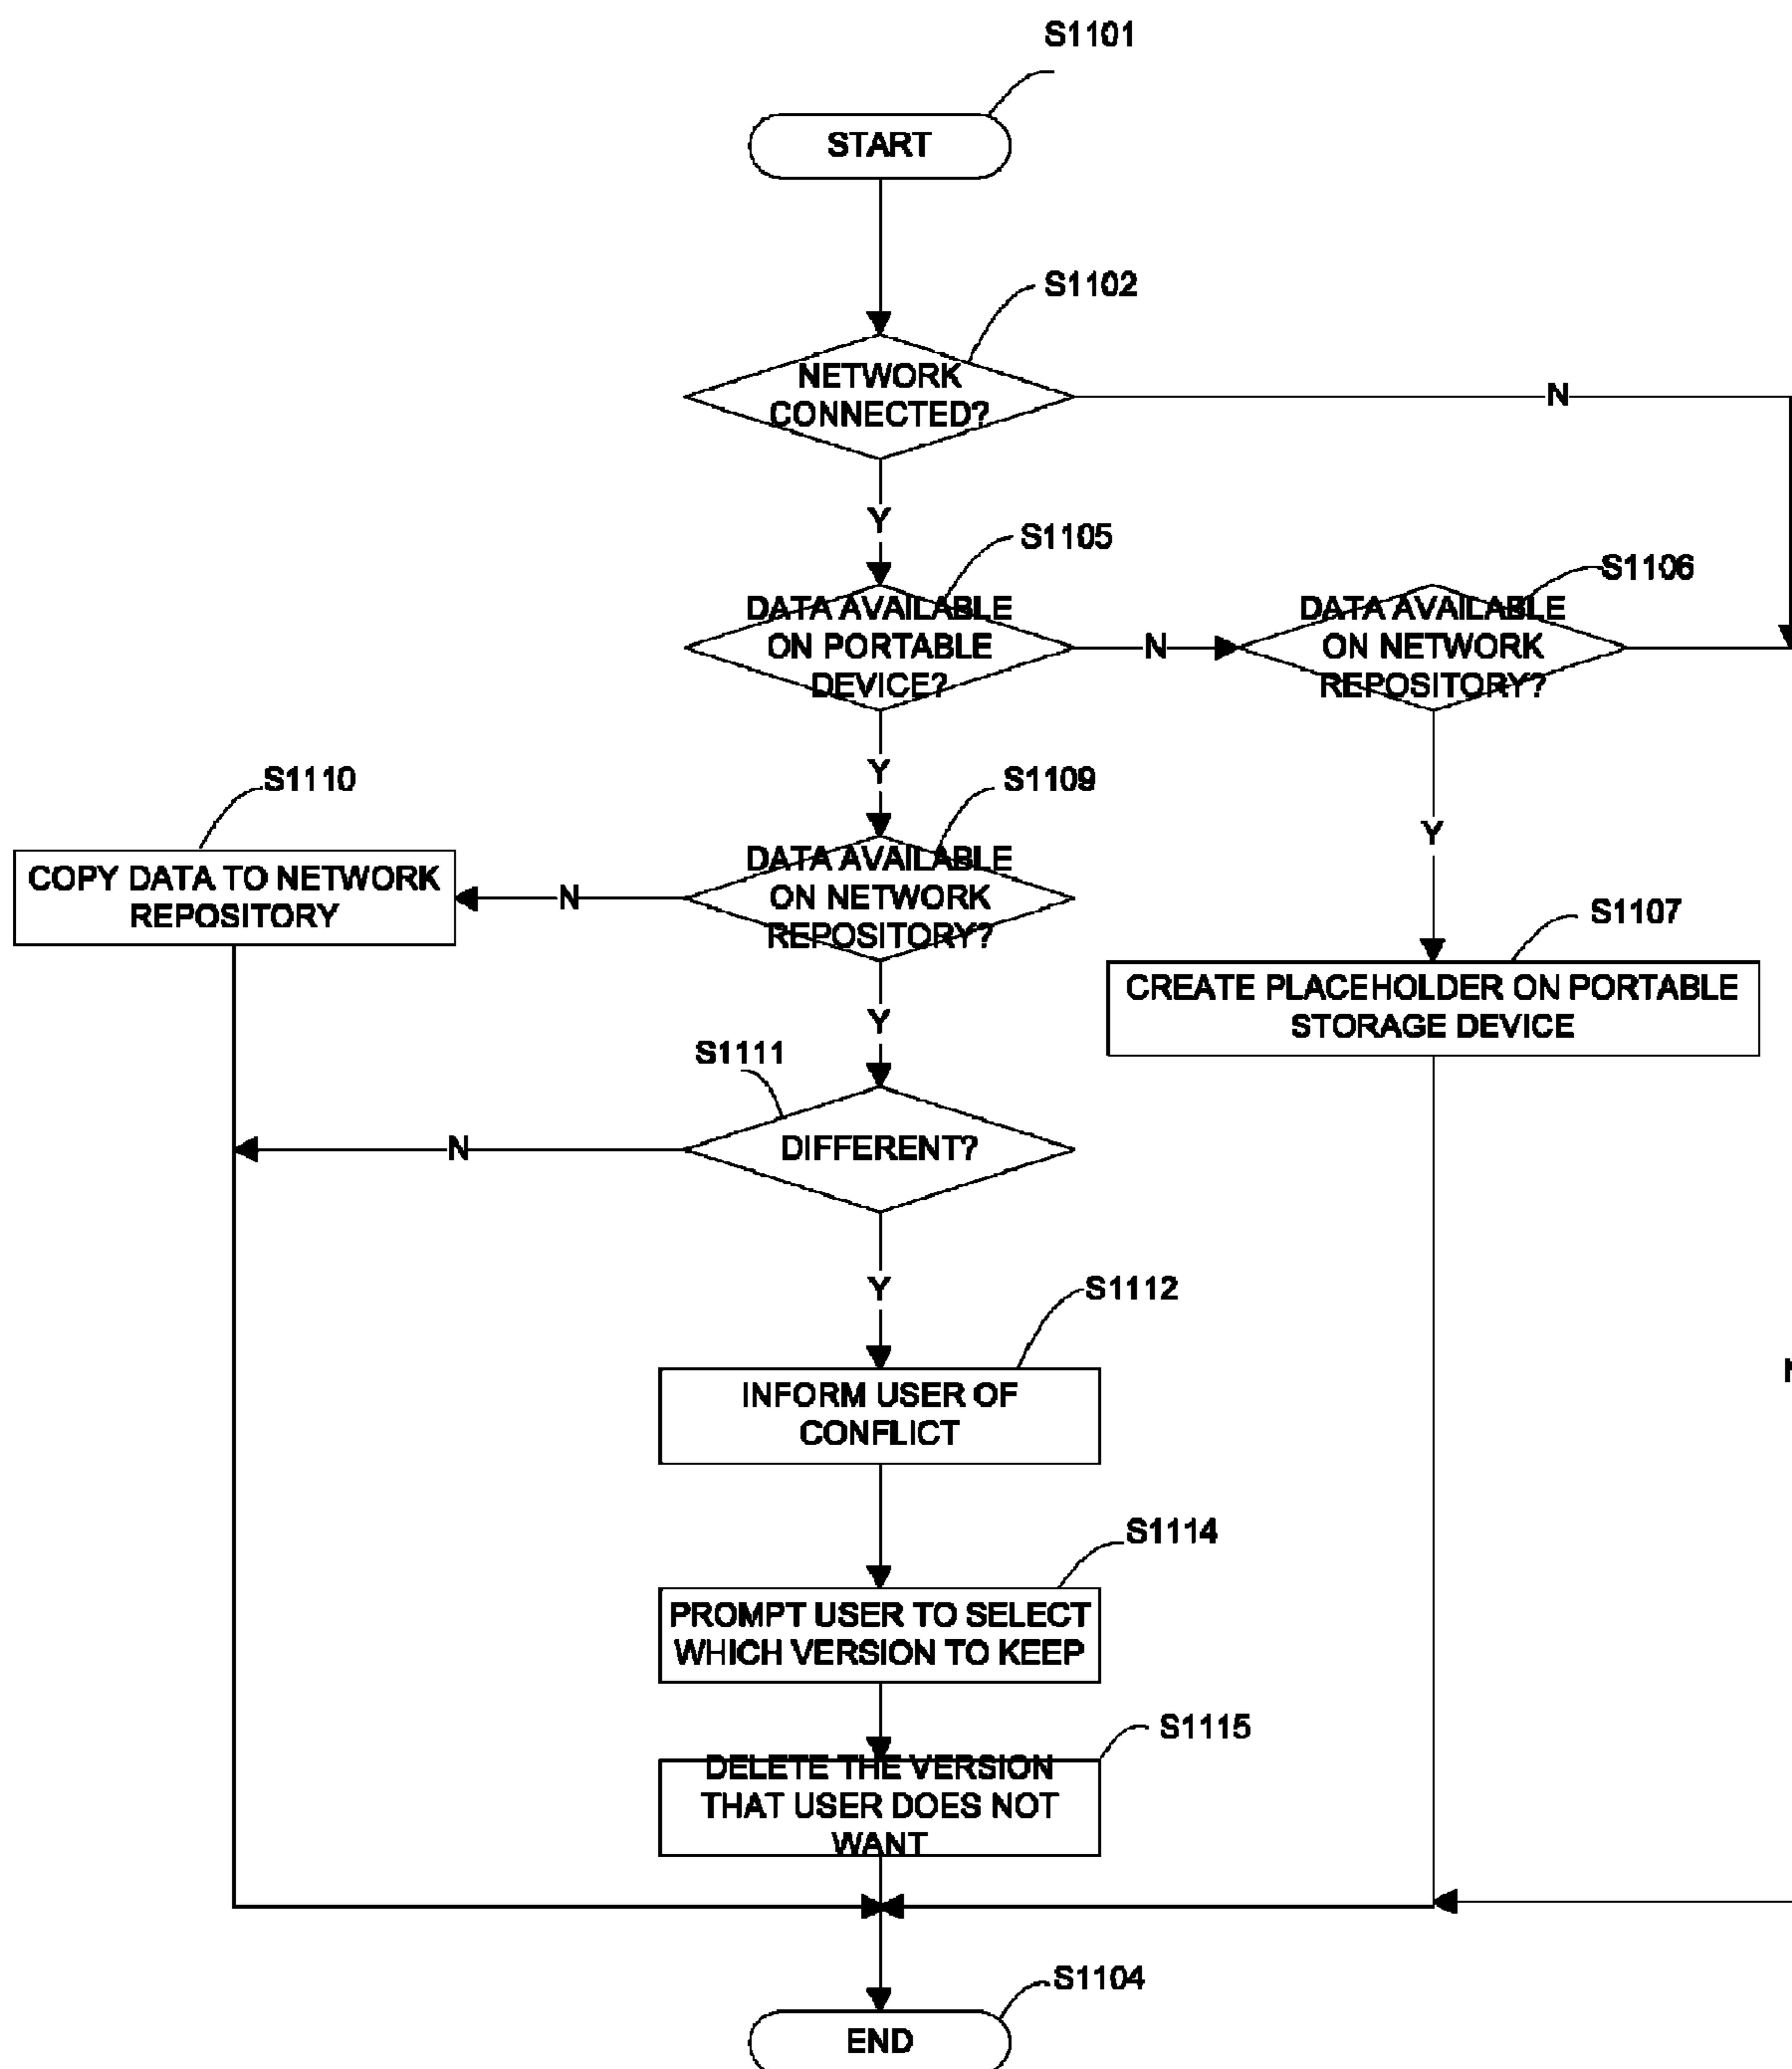 S1101
START
S1102
NETWORK
CONNECTED?
N
Y
S1105
DATA AVAILABLE
ON PORTABLE
DEVICE?
N
S1106
DATA AVAILABLE
ON NETWORK
REPOSITORY?
Y
Y
S1110
COPY DATA TO NETWORK
REPOSITORY
S1109
DATA AVAILABLE
ON NETWORK
REPOSITORY?
N
Y
S1107
CREATE PLACEHOLDER ON PORTABLE
STORAGE DEVICE
S1111
DIFFERENT?
N
Y
S1112
INFORM USER OF
CONFLICT
N
S1114
PROMPT USER TO SELECT
WHICH VERSION TO KEEP
S1115
DELETE THE VERSION
THAT USER DOES NOT
WANT
S1104
END